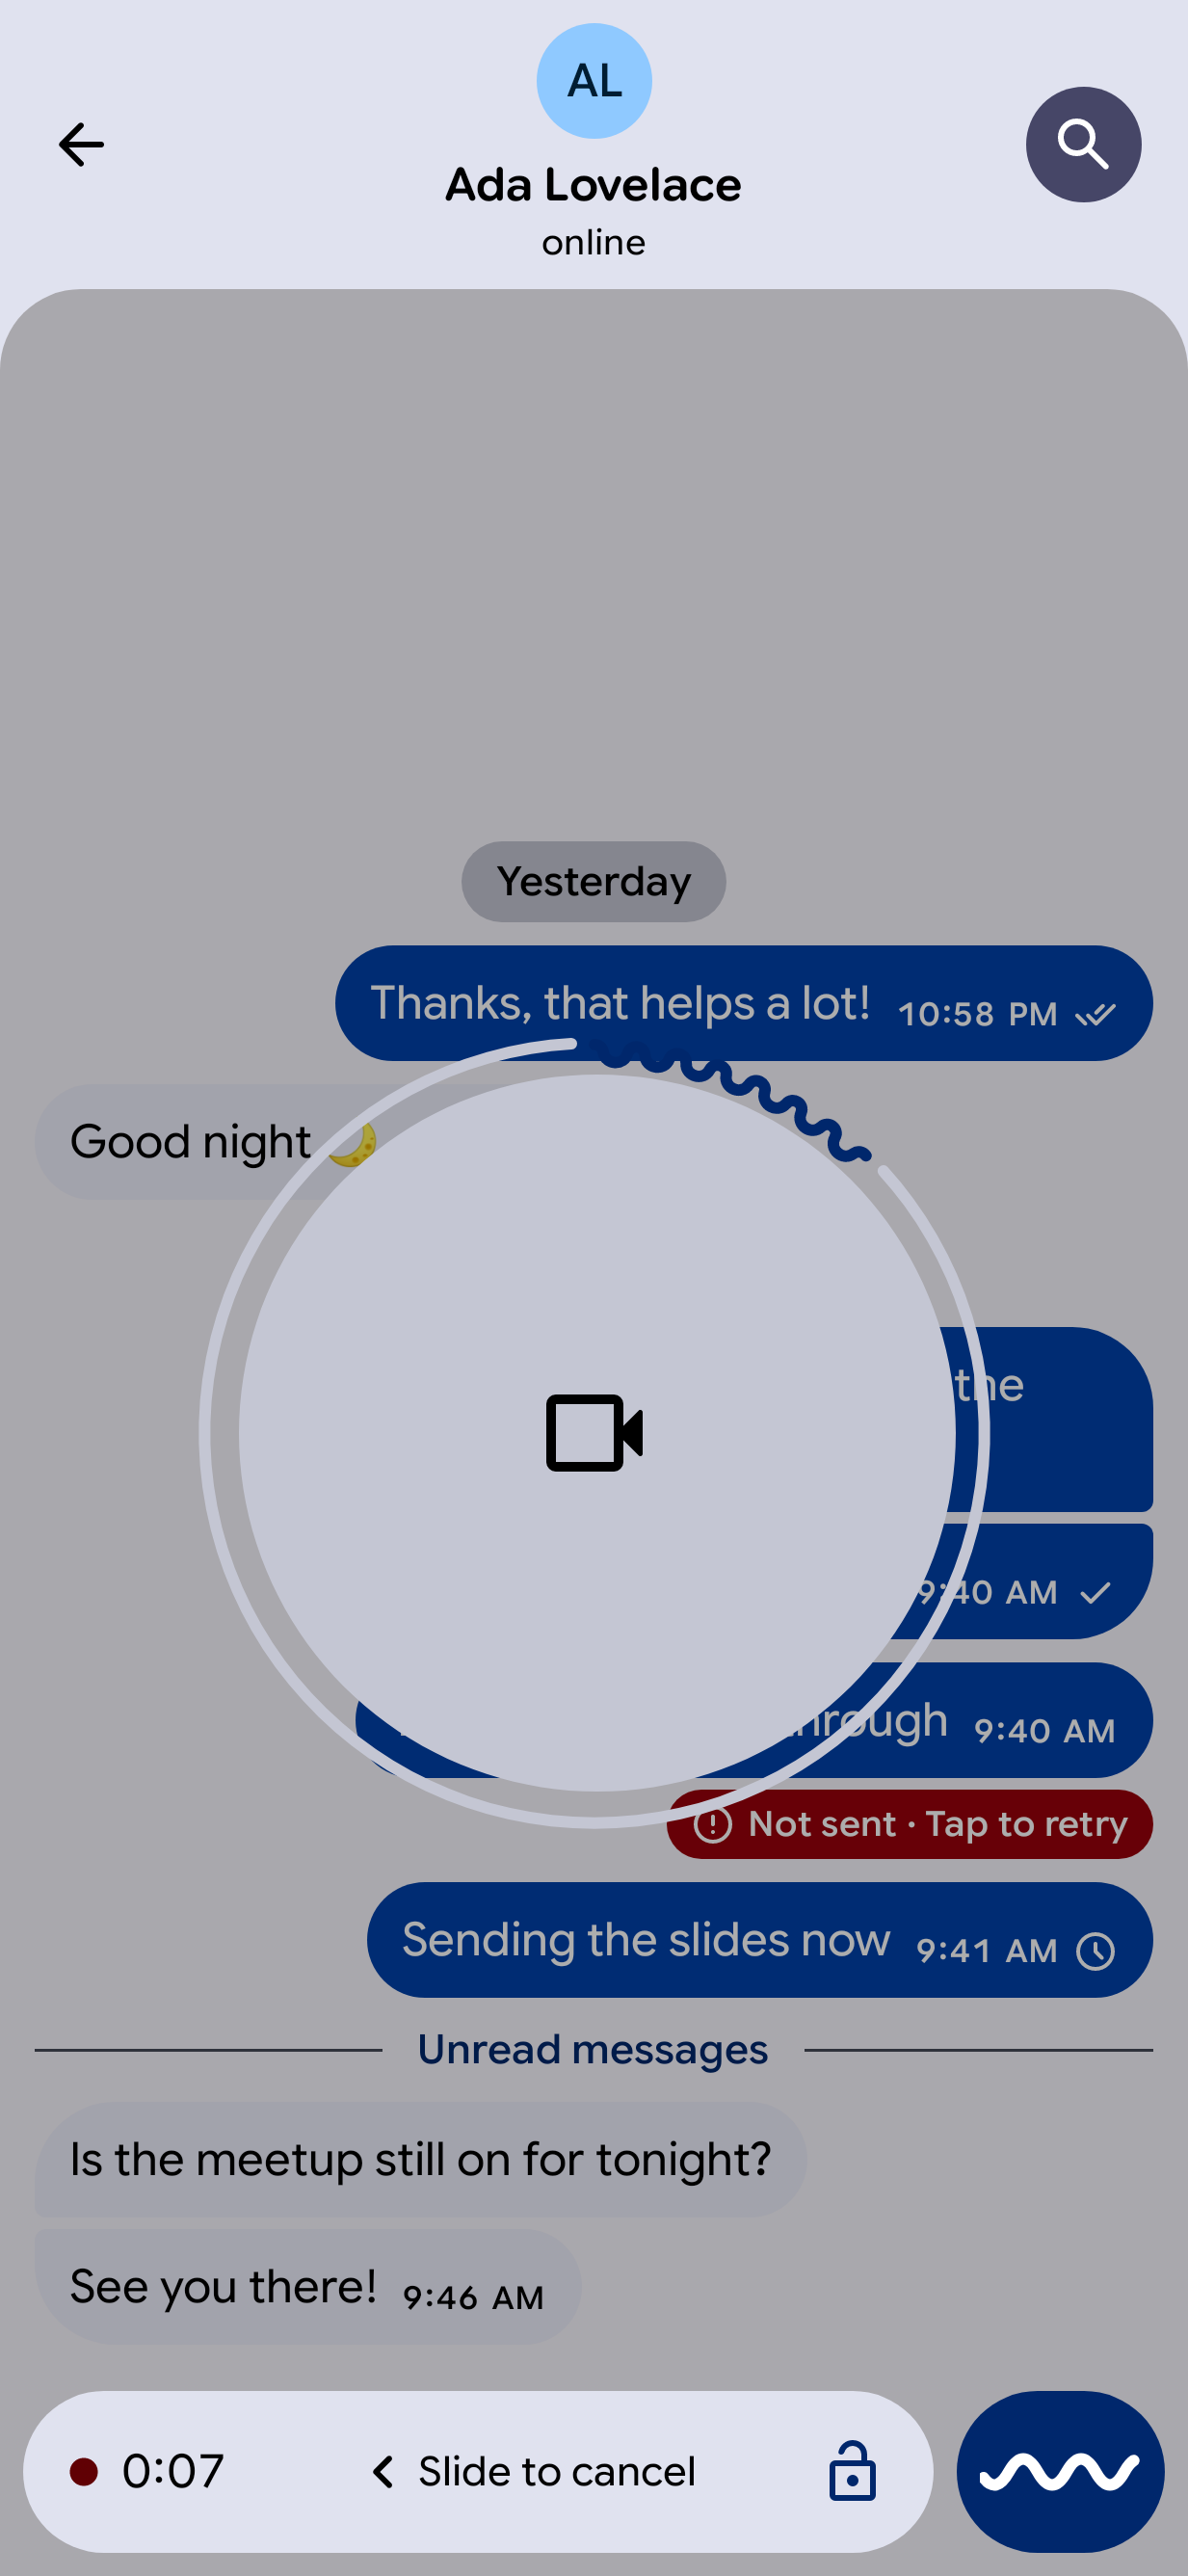 AL
Ada Lovelace
online
Yesterday
Thanks, that helps a lot! 10:58 PM
Good night 🌙
the
9:40 AM
9:40 AM
Not sent · Tap to retry
Sending the slides now 9:41 AM
Unread messages
Is the meetup still on for tonight?
See you there! 9:46 AM
0:07 Slide to cancel